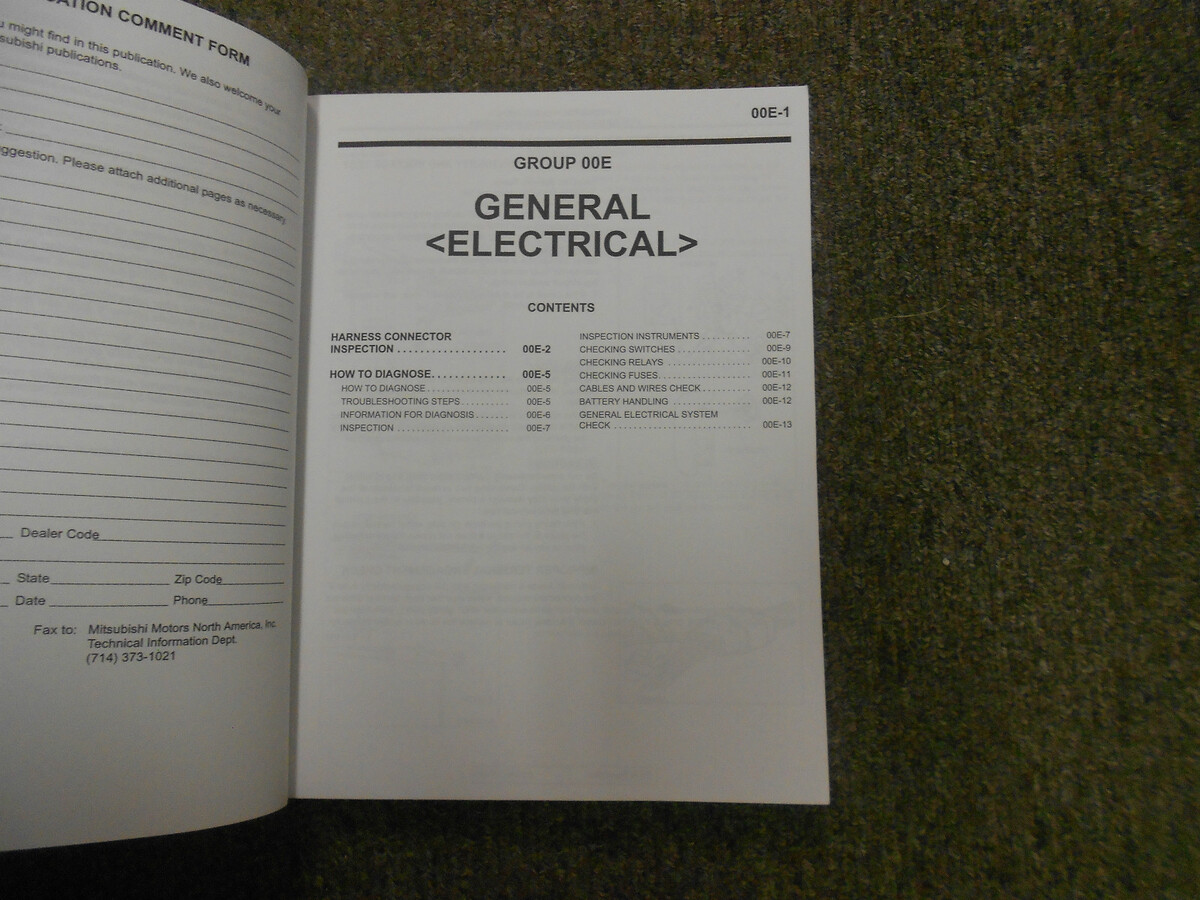 ATION COMMENT FORM
u might find in this publication. We also welcome your
subishi publications.
:
ggestion. Please attach additional pages as necessary.
Dealer Code
State Zip Code
Date Phone
Fax to: Mitsubishi Motors North America, Inc.
Technical Information Dept.
(714) 373-1021
00E-1
GROUP 00E
GENERAL
<ELECTRICAL>
CONTENTS
HARNESS CONNECTOR
INSPECTION . . . . . . . . . . . . . . . . . . . 00E-2
HOW TO DIAGNOSE. . . . . . . . . . . . . 00E-5
HOW TO DIAGNOSE . . . . . . . . . . . . . . . . . 00E-5
TROUBLESHOOTING STEPS . . . . . . . . . . 00E-5
INFORMATION FOR DIAGNOSIS . . . . . . . 00E-6
INSPECTION . . . . . . . . . . . . . . . . . . . . . . . 00E-7
INSPECTION INSTRUMENTS . . . . . . . . . . 00E-7
CHECKING SWITCHES . . . . . . . . . . . . . . . 00E-9
CHECKING RELAYS . . . . . . . . . . . . . . . . . 00E-10
CHECKING FUSES. . . . . . . . . . . . . . . . . . . 00E-11
CABLES AND WIRES CHECK . . . . . . . . . . 00E-12
BATTERY HANDLING . . . . . . . . . . . . . . . . 00E-12
GENERAL ELECTRICAL SYSTEM
CHECK . . . . . . . . . . . . . . . . . . . . . . . . . . . . 00E-13